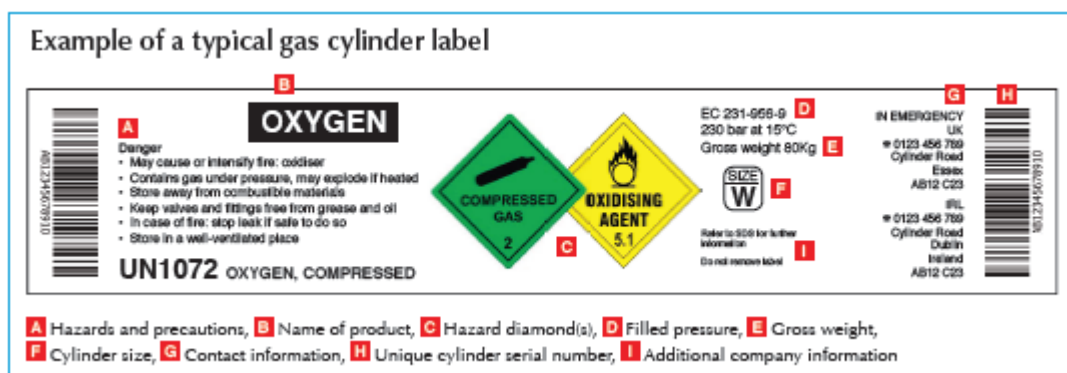 Example of a typical gas cylinder label
B
G
H
OXYGEN
A
Danger
• May cause or intensify fire: oxidiser
• Contains gas under pressure, may explode if heated
• Store away from combustible materials
• Keep valves and fittings free from grease and oil
• In case of fire: stop leak if safe to do so
• Store in a well-ventilated place
UN1072 OXYGEN, COMPRESSED
AB12345678910
COMPRESSED
GAS
2
OXIDISING
AGENT
5.1
C
EC 231-956-9 D
230 bar at 15°C
Gross weight 80Kg E
SIZE
W
F
Refer to SDS for further
information
Do not remove label
I
IN EMERGENCY
UK
☎ 0123 456 789
Cylinder Road
Essex
AB12 C23
IRL
☎ 0123 456 789
Cylinder Road
Dublin
Ireland
AB12 C23
AB12345678910
A Hazards and precautions, B Name of product, C Hazard diamond(s), D Filled pressure, E Gross weight,
F Cylinder size, G Contact information, H Unique cylinder serial number, I Additional company information